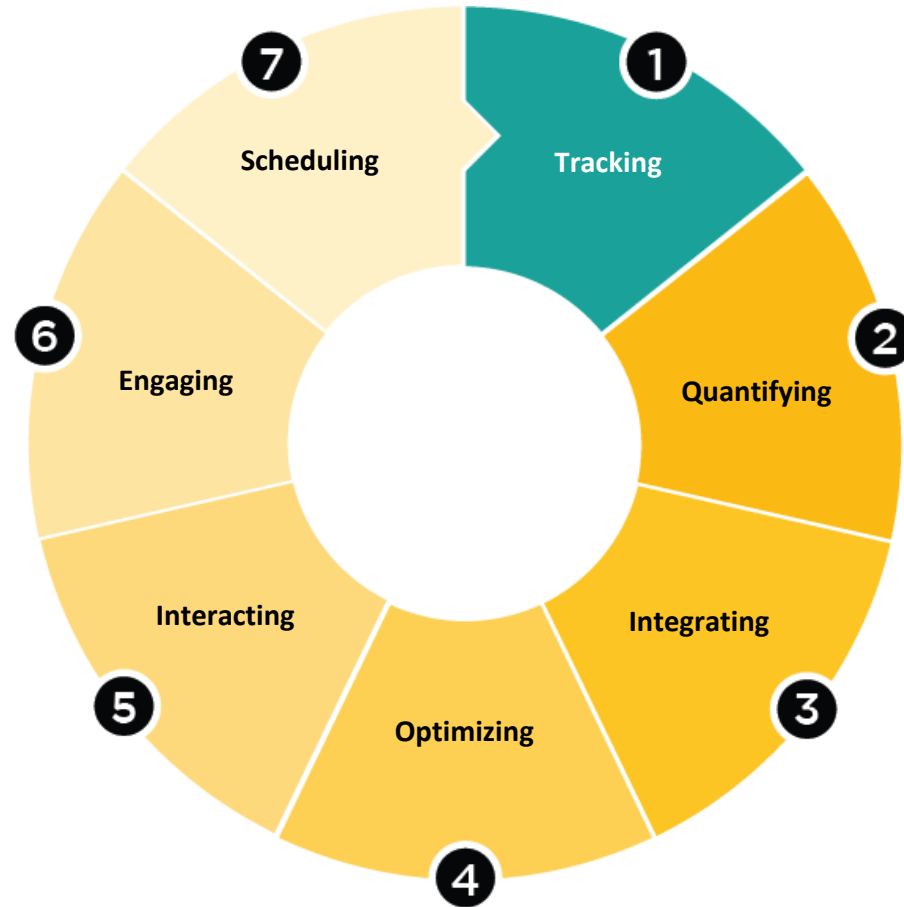 1
Tracking
2
Quantifying
3
Integrating
4
Optimizing
5
Interacting
6
Engaging
7
Scheduling